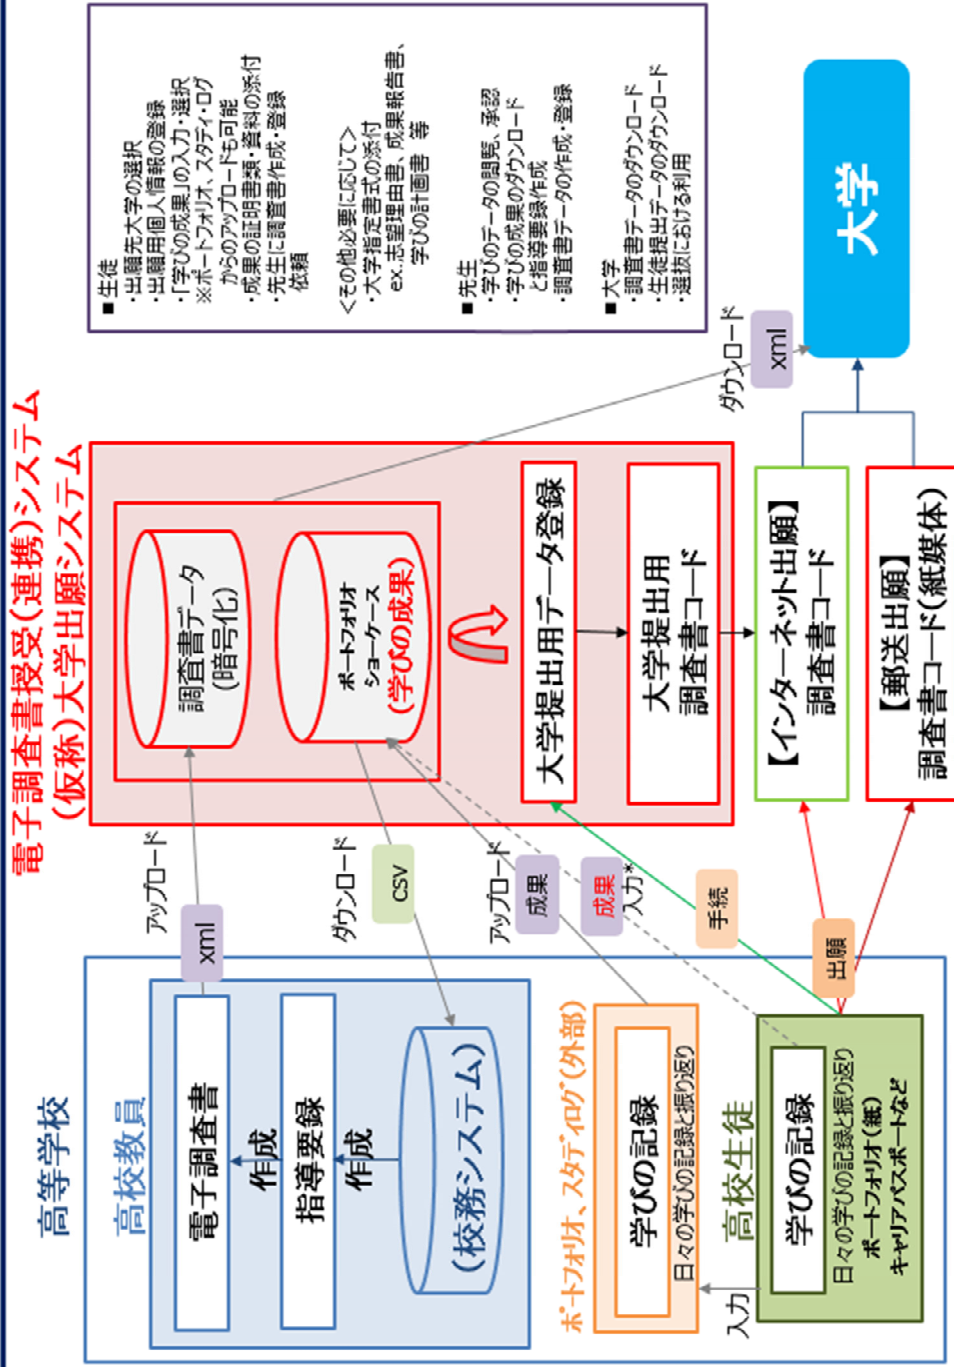 電子調査書授受(連携)システム
(仮称)大学出願システム
高等学校
高校教員
電子調査書
作成
指導要録
作成
(校務システム)
ポートフォリオ、スタディログ(外部)
学びの記録
日々の学びの記録と振り返り
入力
高校生徒
学びの記録
日々の学びの記録と振り返り
ポートフォリオ(紙)
キャリアパスポートなど
アップロード
xml
ダウンロード
CSV
アップロード
成果
成果
入力*
手続
出願
調査書データ
(暗号化)
ポートフォリオ
ショーケース
(学びの成果)
大学提出用データ登録
大学提出用
調査書コード
【インターネット出願】
調査書コード
【郵送出願】
調査書コード(紙媒体)
ダウンロード
xml
大学
■生徒
・出願先大学の選択
・出願用個人情報の登録
・「学びの成果」の入力・選択
※ポートフォリオ、スタディ・ログ
からのアップロードも可能
・成果の証明書類・資料の添付
・先生に調査書作成・登録
依頼
<その他必要に応じて>
・大学指定書式の添付
ex.志望理由書、成果報告書、
学びの計画書 等
■先生
・学びのデータの閲覧、承認
・学びの成果のダウンロード
と指導要録作成
・調査書データの作成・登録
■大学
・調査書データのダウンロード
・生徒提出データのダウンロード
・選抜における利用